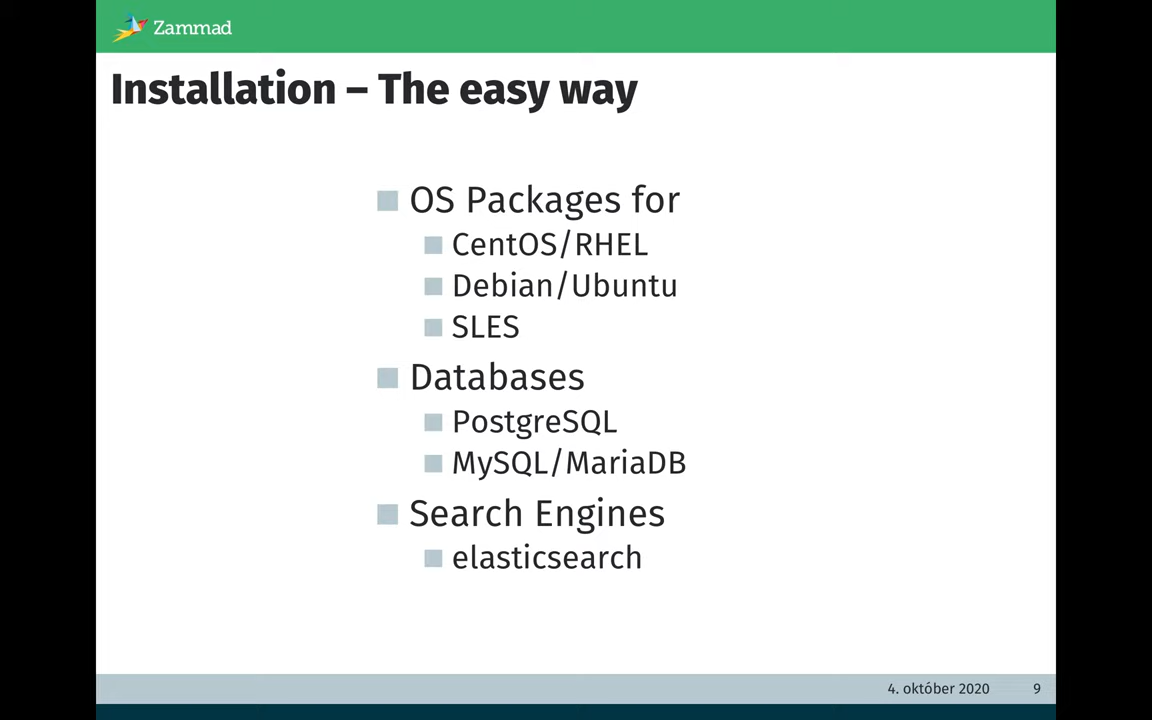 Zammad
Installation – The easy way
OS Packages for
CentOS/RHEL
Debian/Ubuntu
SLES
Databases
PostgreSQL
MySQL/MariaDB
Search Engines
elasticsearch
4. október 2020 9